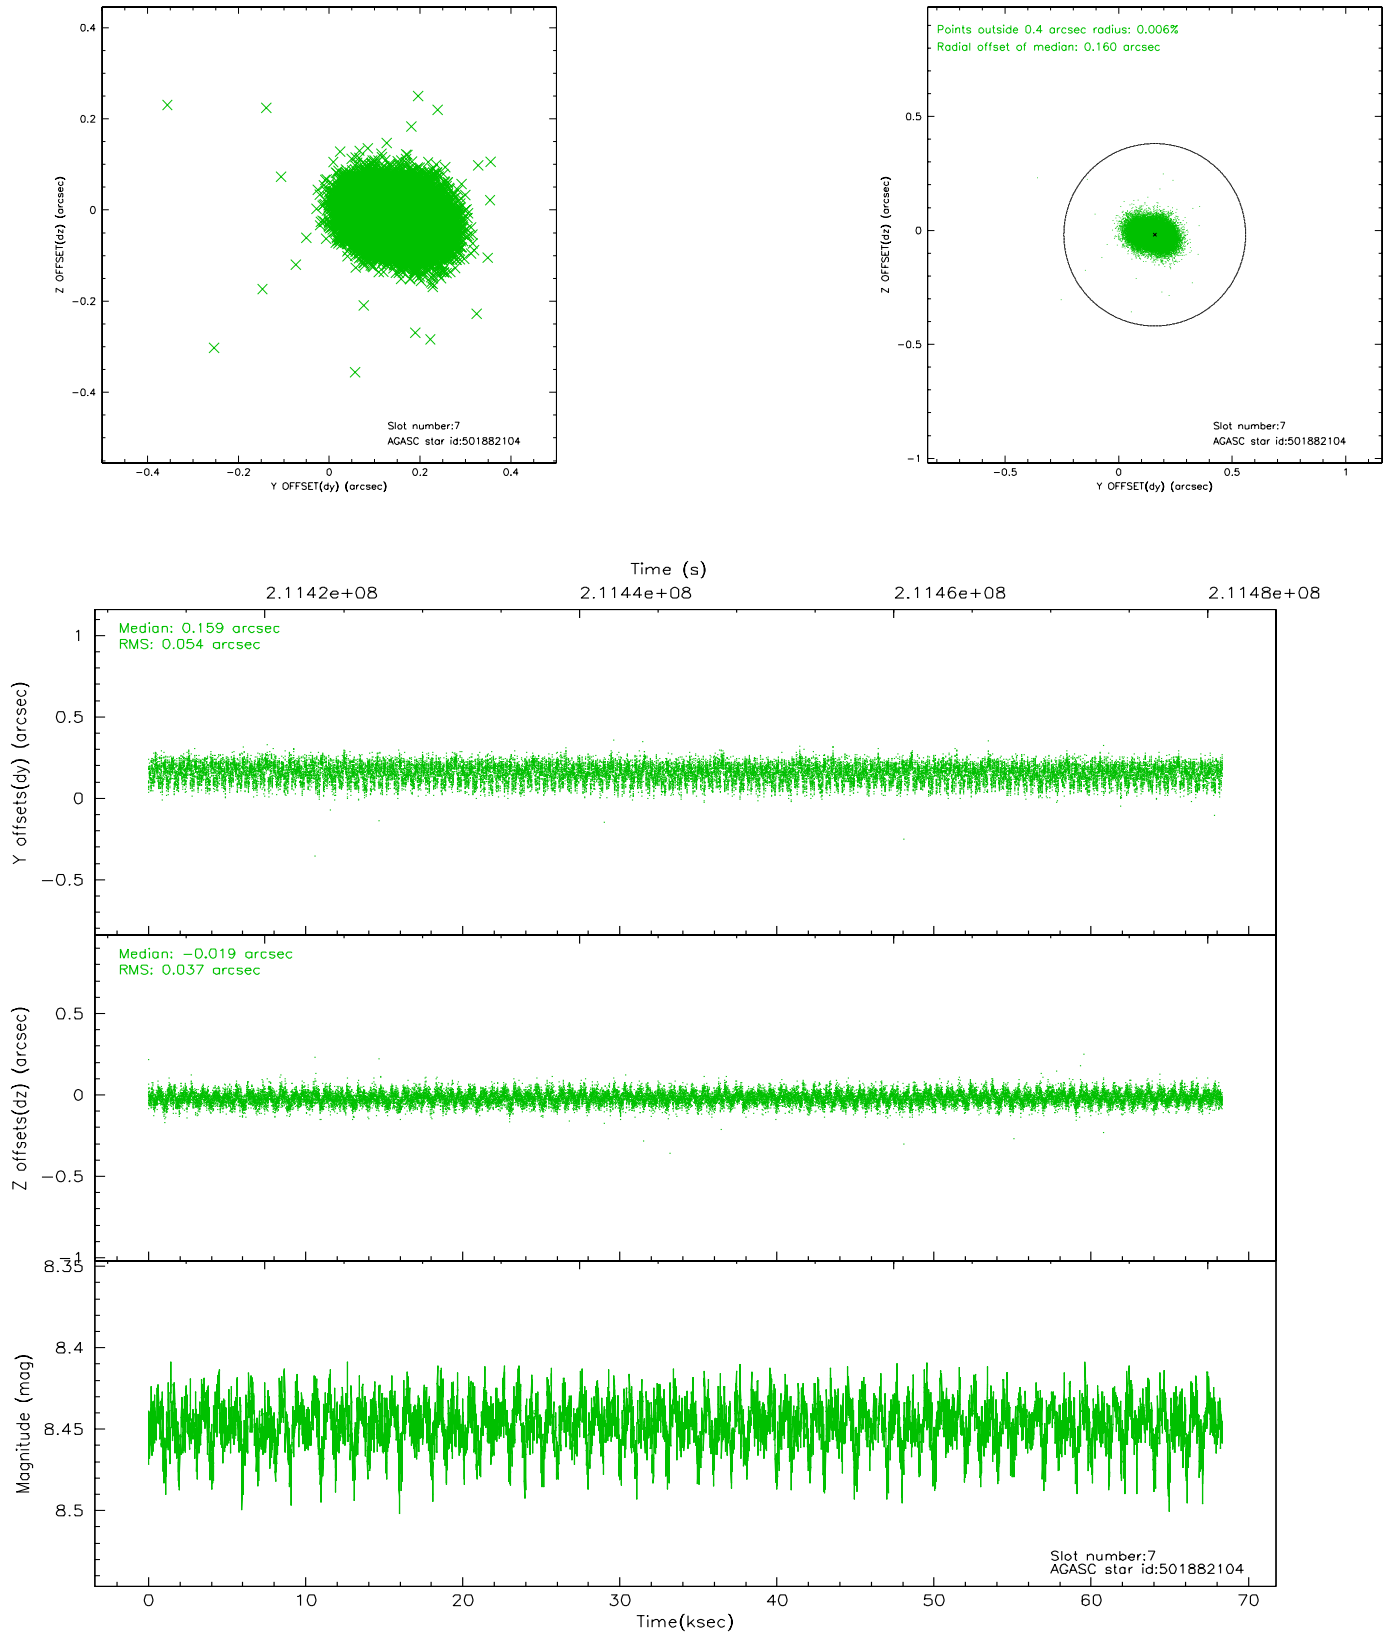 0.4
0.2
0
−0.2
−0.4
Z OFFSET(dz) (arcsec)
−0.4
−0.2
0
0.2
0.4
Y OFFSET(dy) (arcsec)
Slot number:7
AGASC star id:501882104
Points outside 0.4 arcsec radius: 0.006%
Radial offset of median: 0.160 arcsec
0.5
0
−0.5
−1
Z OFFSET(dz) (arcsec)
−0.5
0
0.5
1
Y OFFSET(dy) (arcsec)
Slot number:7
AGASC star id:501882104
Time (s)
2.1142e+08
2.1144e+08
2.1146e+08
2.1148e+08
Median: 0.159 arcsec
RMS: 0.054 arcsec
1
0.5
0
−0.5
Y offsets(dy) (arcsec)
Median: −0.019 arcsec
RMS: 0.037 arcsec
0.5
0
−0.5
−1
Z offsets(dz) (arcsec)
8.35
8.4
8.45
8.5
Magnitude (mag)
Slot number:7
AGASC star id:501882104
0
10
20
30
40
50
60
70
Time(ksec)